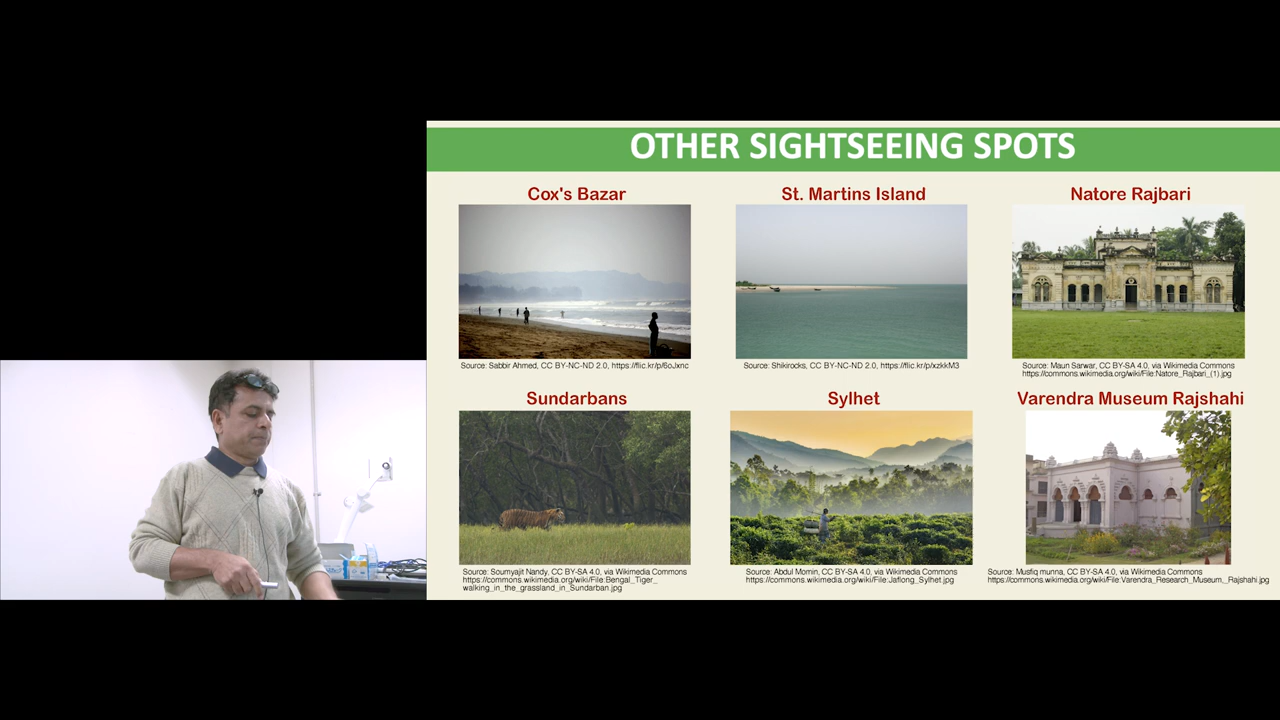 OTHER SIGHTSEEING SPOTS
Cox's Bazar
St. Martins Island
Natore Rajbari
Source: Sabbir Ahmed, CC BY-NC-ND 2.0, https://flic.kr/p/6oJxnc
Source: Shikirocks, CC BY-NC-ND 2.0, https://flic.kr/p/xzkkM3
Source: Maun Sarwar, CC BY-SA 4.0, via Wikimedia Commons
https://commons.wikimedia.org/wiki/File:Natore_Rajbari_(1).jpg
Sundarbans
Sylhet
Varendra Museum Rajshahi
Source: Soumyajit Nandy, CC BY-SA 4.0, via Wikimedia Commons
https://commons.wikimedia.org/wiki/File:Bengal_Tiger_
walking_in_the_grassland_in_Sundarban.jpg
Source: Abdul Momin, CC BY-SA 4.0, via Wikimedia Commons
https://commons.wikimedia.org/wiki/File:Jaflong_Sylhet.jpg
Source: Musfiq munna, CC BY-SA 4.0, via Wikimedia Commons
https://commons.wikimedia.org/wiki/File:Varendra_Research_Museum,_Rajshahi.jpg